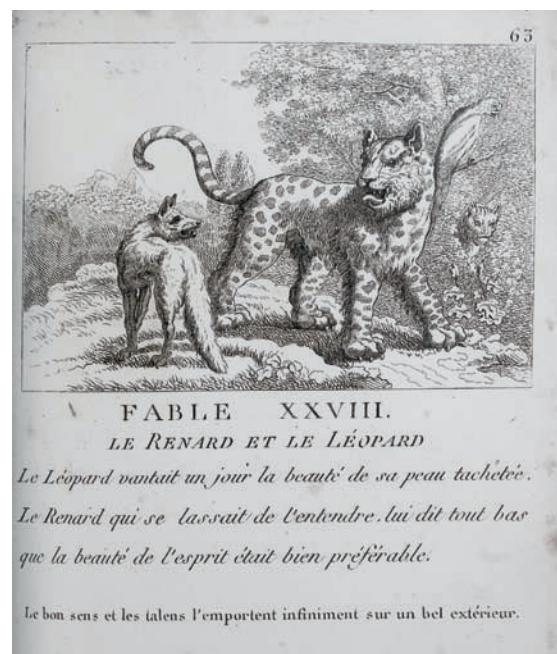 63
FABLE XXVIII.
LE RENARD ET LE LÉOPARD
Le Léopard vantait un jour la beauté de sa peau tachetée.
Le Renard qui se lassait de l'entendre. lui dit tout bas
que la beauté de l'esprit était bien préférable.
Le bon sens et les talens l'emportent infiniment sur un bel extérieur.